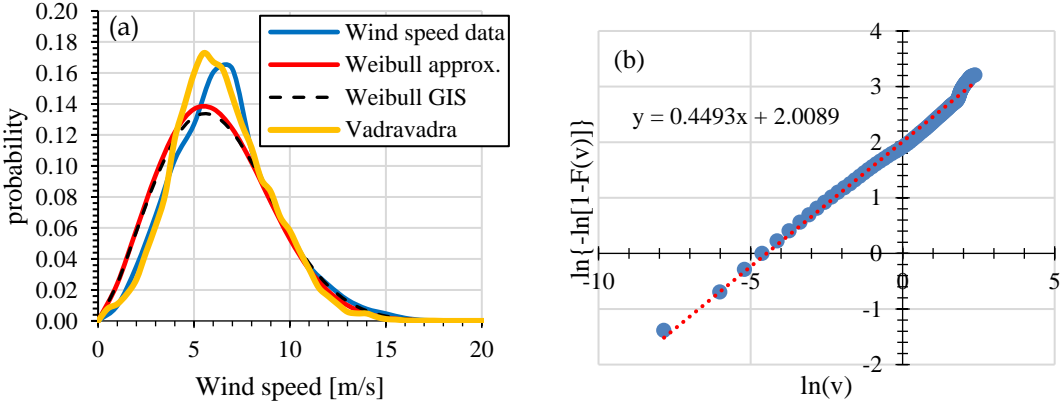 (a)
Wind speed data
Weibull approx.
Weibull GIS
Vadravadra
0.20
0.18
0.16
0.14
0.12
0.10
0.08
0.06
0.04
0.02
0.00
probability
0 5 10 15 20
Wind speed [m/s]
(b)
y = 0.4493x + 2.0089
4
3
2
1
0
-1
-2
-10 -5 0 5
ln{-ln[1-F(v)]}
ln(v)